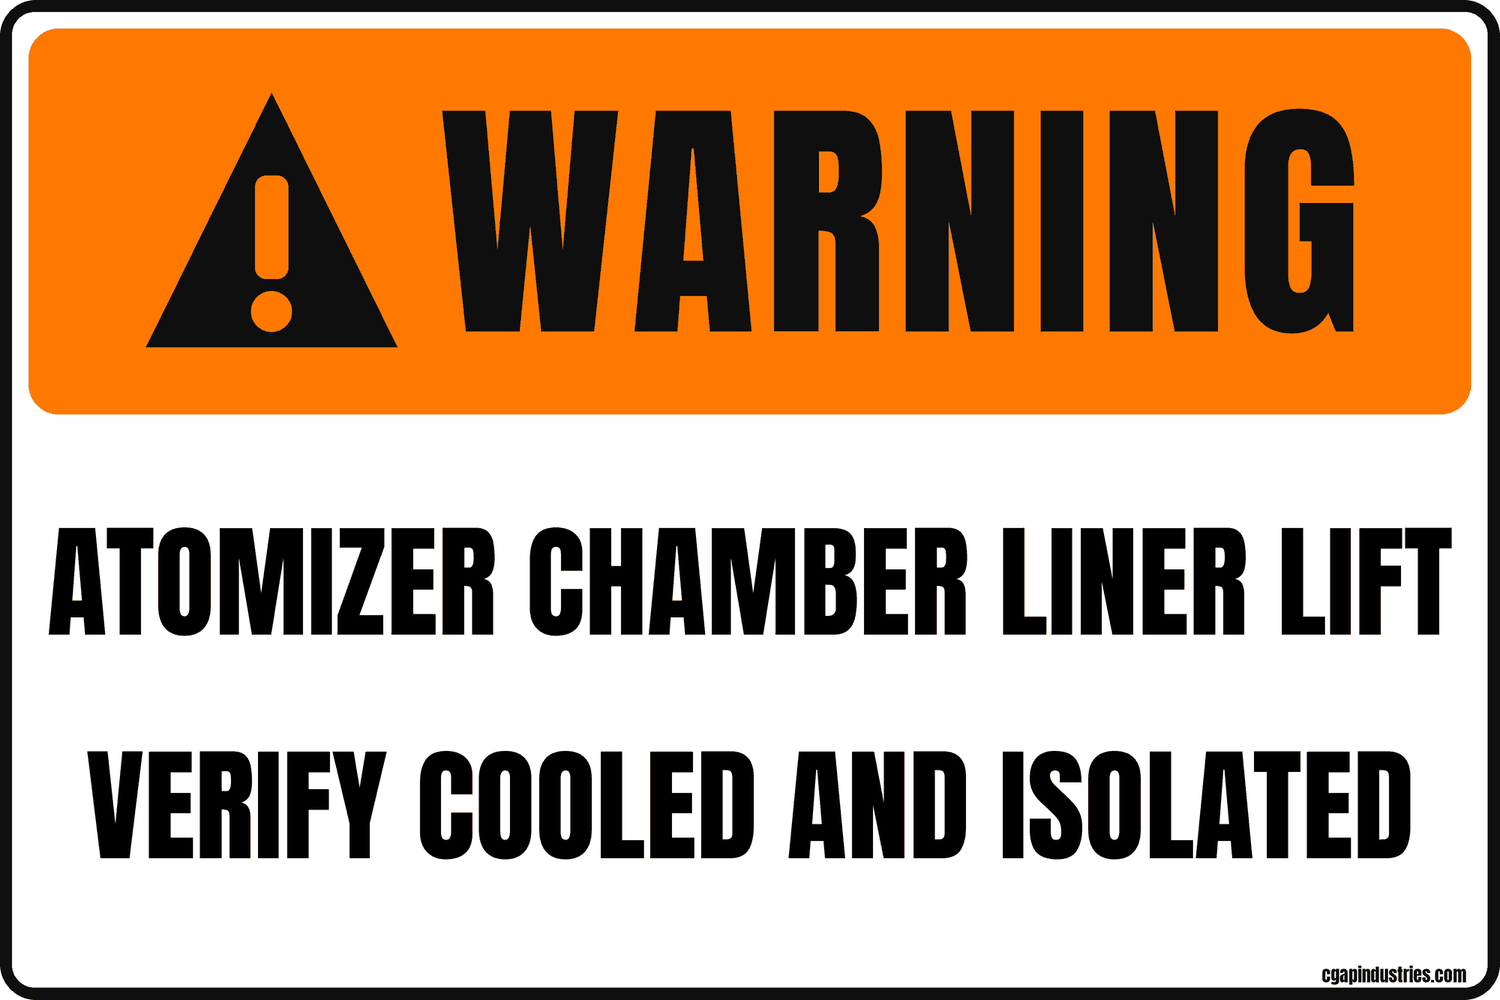 WARNING
ATOMIZER CHAMBER LINER LIFT
VERIFY COOLED AND ISOLATED
cgapindustries.com